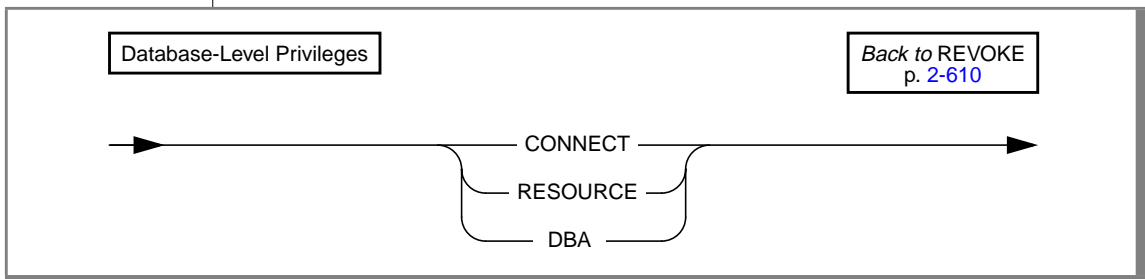 Database-Level Privileges
Back to REVOKE
p. 2-610
CONNECT
RESOURCE
DBA